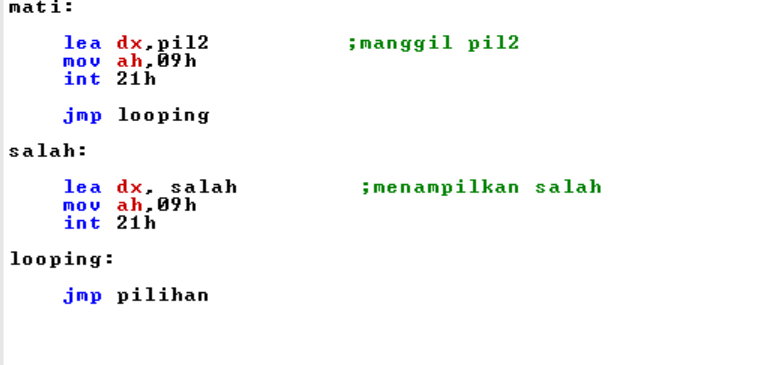 mati:
lea dx,pil2 ;manggil pil2
mov ah,09h
int 21h
jmp looping
salah:
lea dx, salah ;menampilkan salah
mov ah,09h
int 21h
looping:
jmp pilihan